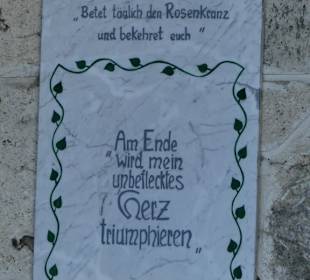 „Betet täglich den Rosenkranz
und bekehret euch"
Am Ende
"wird mein
unbeflecktes
Herz
triumphieren„